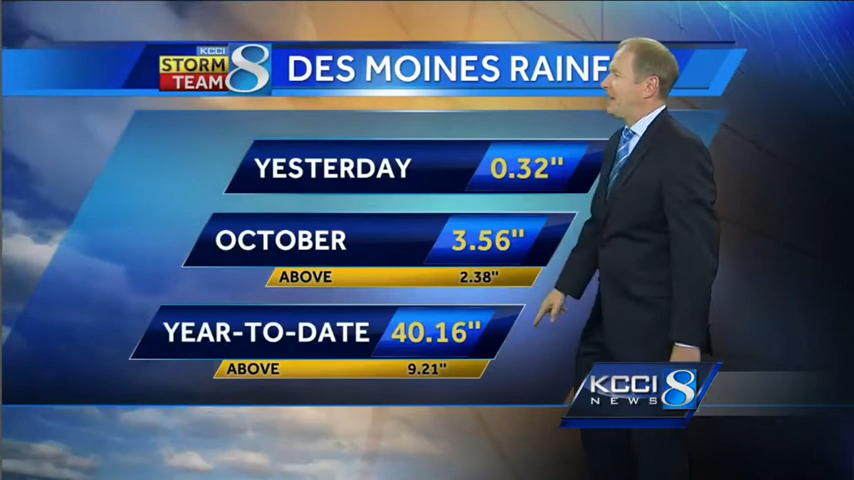 KCCI
STORM
TEAM 8
DES MOINES RAINF
YESTERDAY 0.32"
OCTOBER 3.56"
ABOVE 2.38"
YEAR-TO-DATE 40.16"
ABOVE 9.21"
KCCI 8
NEWS